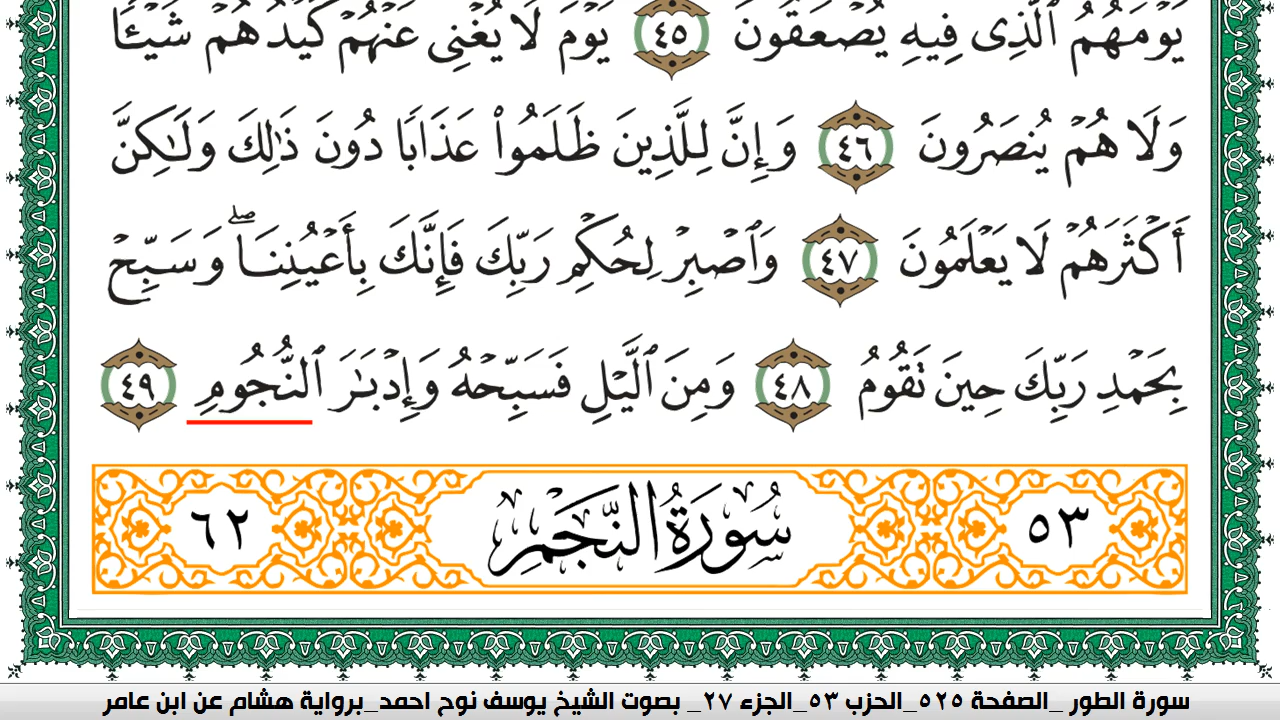 يَوْمَهُمُ ٱلَّذِى فِيهِ يُصْعَقُونَ ٤٥ يَوْمَ لَا يُغْنِى عَنْهُمْ كَيْدُهُمْ شَيْـًٔا
وَلَا هُمْ يُنصَرُونَ ٤٦ وَإِنَّ لِلَّذِينَ ظَلَمُوا۟ عَذَابًا دُونَ ذَٰلِكَ وَلَـٰكِنَّ
أَكْثَرَهُمْ لَا يَعْلَمُونَ ٤٧ وَٱصْبِرْ لِحُكْمِ رَبِّكَ فَإِنَّكَ بِأَعْيُنِنَا ۖ وَسَبِّحْ
بِحَمْدِ رَبِّكَ حِينَ تَقُومُ ٤٨ وَمِنَ ٱلَّيْلِ فَسَبِّحْهُ وَإِدْبَـٰرَ ٱلنُّجُومِ ٤٩
٥٣ سُورَةُ النَّجْمِ ٦٢
سورة الطور _الصفحة ٥٢٥_الحزب ٥٣_الجزء ٢٧_ بصوت الشيخ يوسف نوح احمد_برواية هشام عن ابن عامر